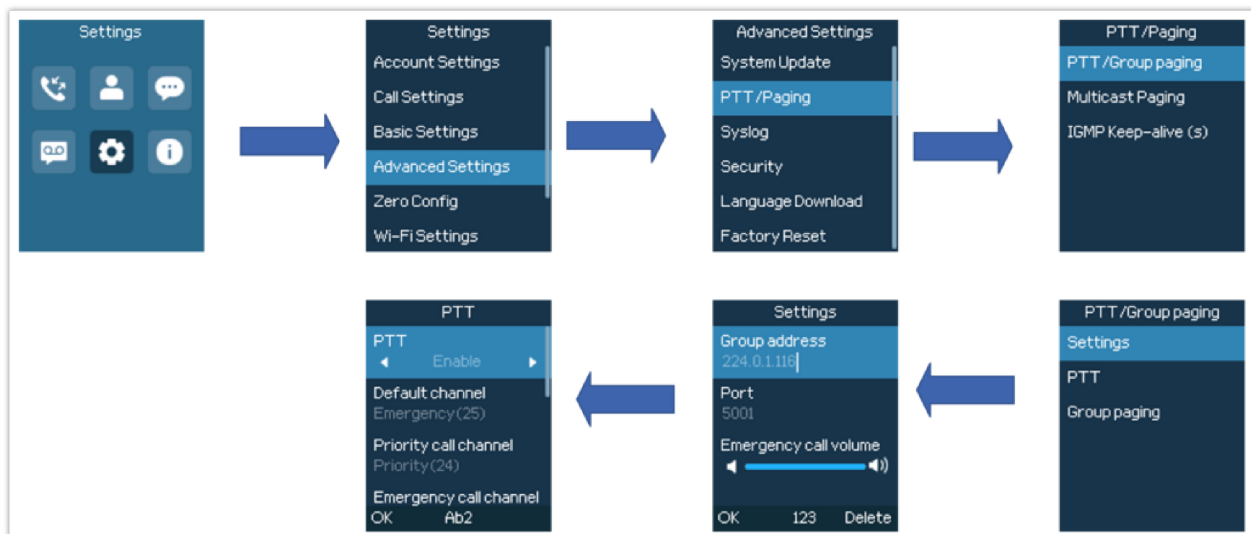 Settings
Settings
Account Settings
Call Settings
Basic Settings
Advanced Settings
Zero Config
Wi-Fi Settings
Advanced Settings
System Update
PTT/Paging
Syslog
Security
Language Download
Factory Reset
PTT/Paging
PTT/Group paging
Multicast Paging
IGMP Keep-alive (s)
PTT/Group paging
Settings
PTT
Group paging
Settings
Group address
224.0.1.116
Port
5001
Emergency call volume
OK 123 Delete
PTT
PTT
Enable
Default channel
Emergency(25)
Priority call channel
Priority(24)
Emergency call channel
OK Ab2